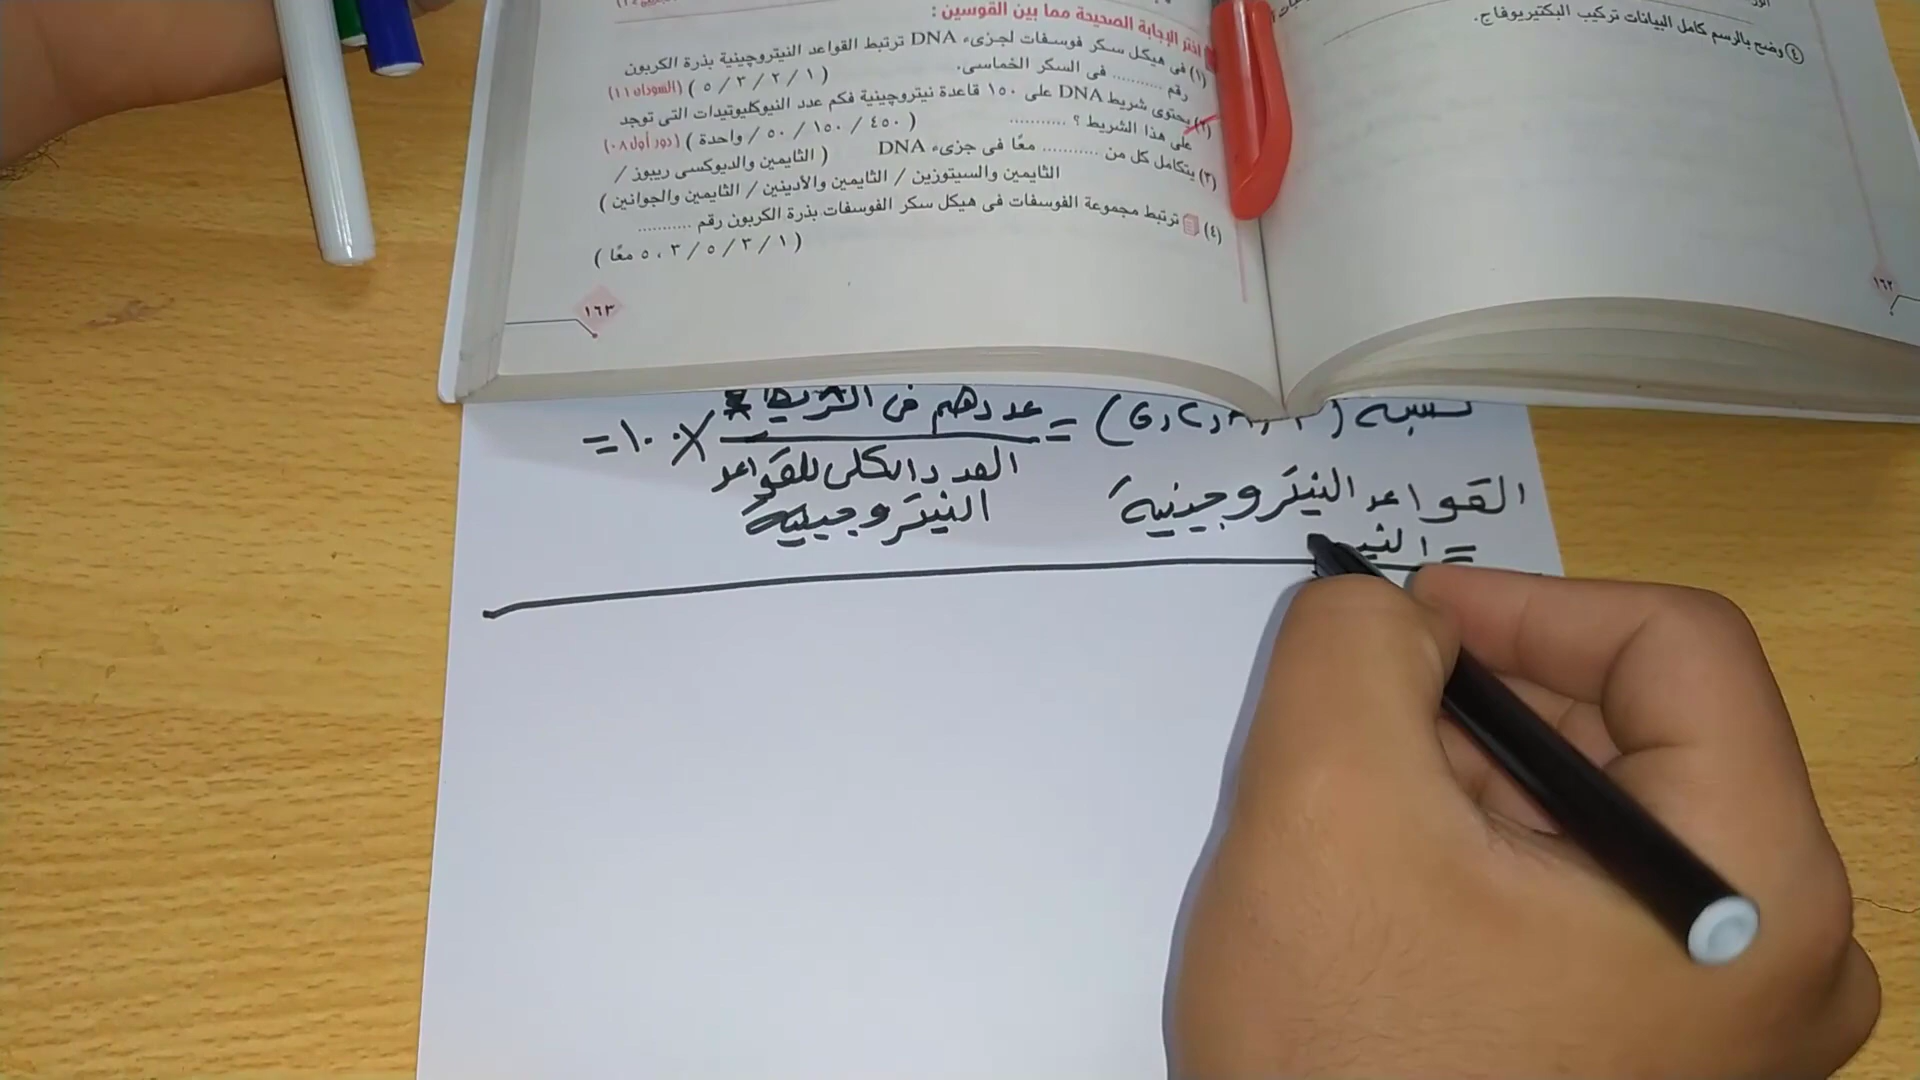 ④ وضح بالرسم كامل البيانات تركيب البكتيريوفاج.
١٦٢
اختر الإجابة الصحيحة مما بين القوسين :
(١) فى هيكل سكر فوسفات لجزىء DNA ترتبط القواعد النيتروچينية بذرة الكربون
رقم .......... فى السكر الخماسى.
( ١ / ٢ / ٣ / ٥ ) (السودان ١١)
(٢) يحتوى شريط DNA على ١٥٠ قاعدة نيتروچينية فكم عدد النيوكليوتيدات التى توجد
على هذا الشريط ؟ ...........
( ٤٥٠ / ١٥٠ / ٥٠ / واحدة ) (دور أول ٠٨)
(٣) يتكامل كل من .......... معًا فى جزىء DNA
( الثايمين والديوكسى ريبوز /
الثايمين والسيتوزين / الثايمين والأدينين / الثايمين والجوانين )
(٤) ترتبط مجموعة الفوسفات فى هيكل سكر الفوسفات بذرة الكربون رقم ..........
( ١ / ٣ / ٥ / ٣ ، ٥ معًا )
١٦٣
نسبة (G, C, A, T) = عددهم فى الشريط × ١٠٠ =
العدد الكلى للقواعد
القواعد النيتروجينية
النيتروجينية
=